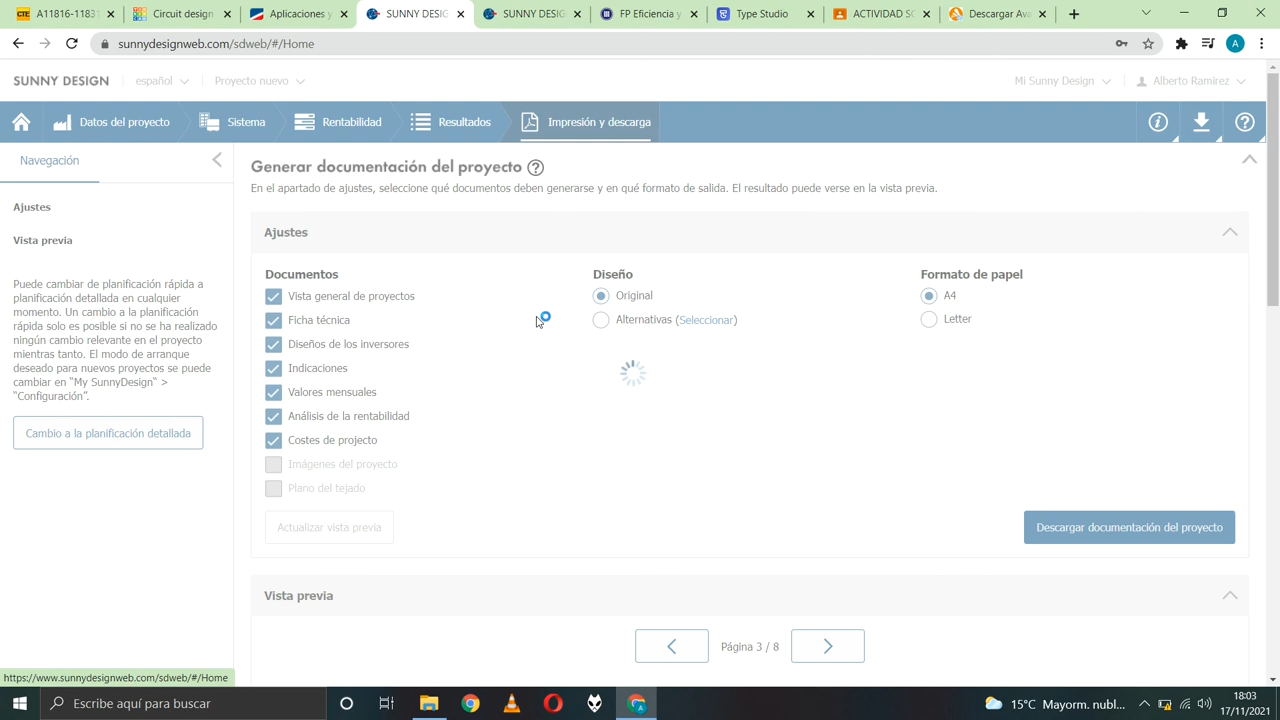 A11816-11831
Circuit design
Aplicaciones y
SUNNY DESIG
SUNNY DESIG
FP Eficiencia y
Type Studio
ACTIVIDAD SO
Descargar Ava
sunnydesignweb.com/sdweb/#/Home
A
SUNNY DESIGN
español
Proyecto nuevo
Mi Sunny Design
Alberto Ramirez
Datos del proyecto
Sistema
Rentabilidad
Resultados
Impresión y descarga
Navegación
Ajustes
Vista previa
Puede cambiar de planificación rápida a
planificación detallada en cualquier
momento. Un cambio a la planificación
rápida solo es posible si no se ha realizado
ningún cambio relevante en el proyecto
mientras tanto. El modo de arranque
deseado para nuevos proyectos se puede
cambiar en "My SunnyDesign" >
"Configuración".
Cambio a la planificación detallada
Generar documentación del proyecto
En el apartado de ajustes, seleccione qué documentos deben generarse y en qué formato de salida. El resultado puede verse en la vista previa.
Ajustes
Documentos
Vista general de proyectos
Ficha técnica
Diseños de los inversores
Indicaciones
Valores mensuales
Análisis de la rentabilidad
Costes de projecto
Imágenes del proyecto
Plano del tejado
Actualizar vista previa
Diseño
Original
Alternativas (Seleccionar)
Formato de papel
A4
Letter
Descargar documentación del proyecto
Vista previa
Página 3 / 8
https://www.sunnydesignweb.com/sdweb/#/Home
Escribe aquí para buscar
15°C Mayorm. nubl...
18:03
17/11/2021